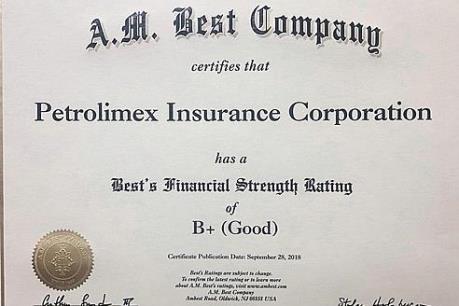 A.M. Best Company
certifies that
Petrolimex Insurance Corporation
has a
Best's Financial Strength Rating
of
B+ (Good)
Certificate Publication Date: September 28, 2018
Best's Ratings are subject to change.
To confirm the latest rating or to learn more
about A.M. Best's ratings, visit www.ambest.com
A.M. Best Company
Ambest Road, Oldwick, NJ 08858 USA